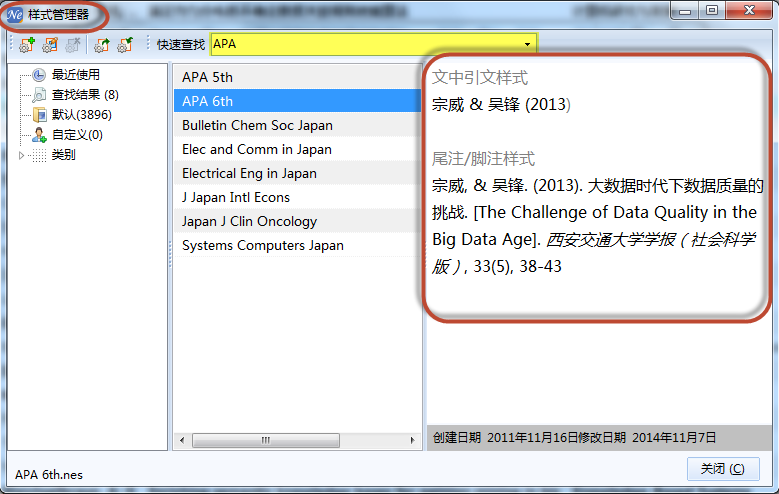 Ne 样式管理器
快速查找 APA
最近使用
查找结果 (8)
默认(3896)
自定义(0)
类别
APA 5th
APA 6th
Bulletin Chem Soc Japan
Elec and Comm in Japan
Electrical Eng in Japan
J Japan Intl Econs
Japan J Clin Oncology
Systems Computers Japan
文中引文样式
宗威 & 吴锋 (2013)
尾注/脚注样式
宗威, & 吴锋. (2013). 大数据时代下数据质量的
挑战. [The Challenge of Data Quality in the
Big Data Age]. 西安交通大学学报（社会科学
版）, 33(5), 38-43
创建日期 2011年11月16日修改日期 2014年11月7日
APA 6th.nes
关闭 (C)